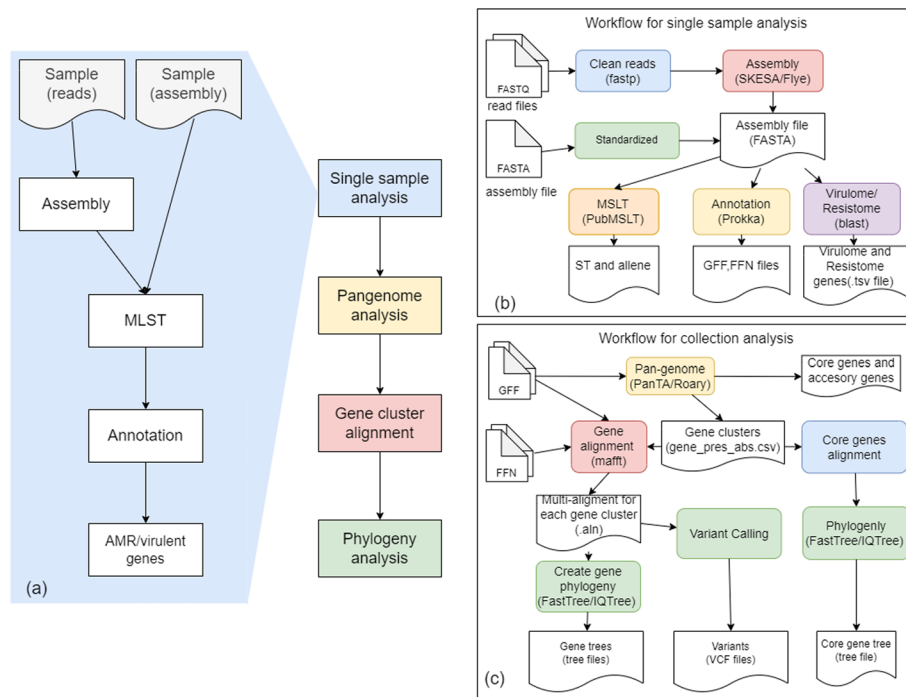 Sample
(reads)
Sample
(assembly)
Assembly
MLST
Annotation
AMR/virulent
genes
(a)
Single sample
analysis
Pangenome
analysis
Gene cluster
alignment
Phylogeny
analysis
Workflow for single sample analysis
FASTQ
read files
Clean reads
(fastp)
Assembly
(SKESA/Flye)
FASTA
assembly file
Standardized
Assembly file
(FASTA)
MSLT
(PubMSLT)
Annotation
(Prokka)
Virulome/
Resistome
(blast)
ST and allene
GFF,FFN files
Virulome and
Resistome
genes(.tsv file)
(b)
Workflow for collection analysis
GFF
Pan-genome
(PanTA/Roary)
Core genes and
accesory genes
FFN
Gene
alignment
(mafft)
Gene clusters
(gene_pres_abs.csv)
Core genes
alignment
Multi-aligment for
each gene cluster
(.aln)
Variant Calling
Phylogenly
(FastTree/IQTree)
Create gene
phylogeny
(FastTree/IQTree)
Gene trees
(tree files)
Variants
(VCF files)
Core gene tree
(tree file)
(c)